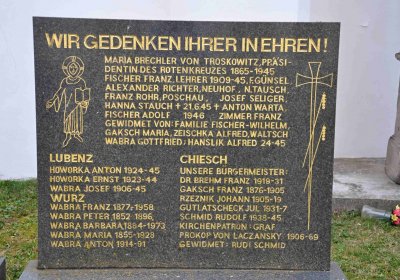 WIR GEDENKEN IHRER IN EHREN!
MARIA BRECHLER VON TROSKOWITZ, PRÄSI-
DENTIN DES ROTENKREUZES 1865-1945
FISCHER FRANZ, LEHRER 1909-45, F. GÜNSEL
ALEXANDER RICHTER, NEUHOF, N. TAUSCH,
FRANZ ROHR, POSCHAU, JOSEF SELIGER,
HANNA STAUCH + 21.6.45 + ANTON WARTA
FISCHER ADOLF 1946 ZIMMER FRANZ
GEWIDMET VON: FAMILIE FISCHER-WILHELM,
GAKSCH MARIA, ZEISCHKA ALFRED, WALTSCH
WABRA GOTTFRIED; HANSLIK ALFRED 24-45
LUBENZ
HOWORKA ANTON 1924-45
HOWORKA ERNST 1923-44
WABRA JOSEF 1906-45
WURZ
WABRA FRANZ 1877-1958
WABRA PETER 1852-1896
WABRA BARBARA 1864-1973
WABRA MARIA 1855-1928
WABRA ANTON 1914-91
CHIESCH
UNSERE BÜRGERMEISTER:
DR BREHM FRANZ 1919-31
GAKSCH FRANZ 1876-1905
RZEZNIK JOHANN 1905-19
GUTLATSCHECK JUL. 1931-7
SCHMID RUDOLF 1938-45
KIRCHENPATRON: GRAF
PROKOP VON LACZANSKY 1906-69
GEWIDMET: RUDI SCHMID